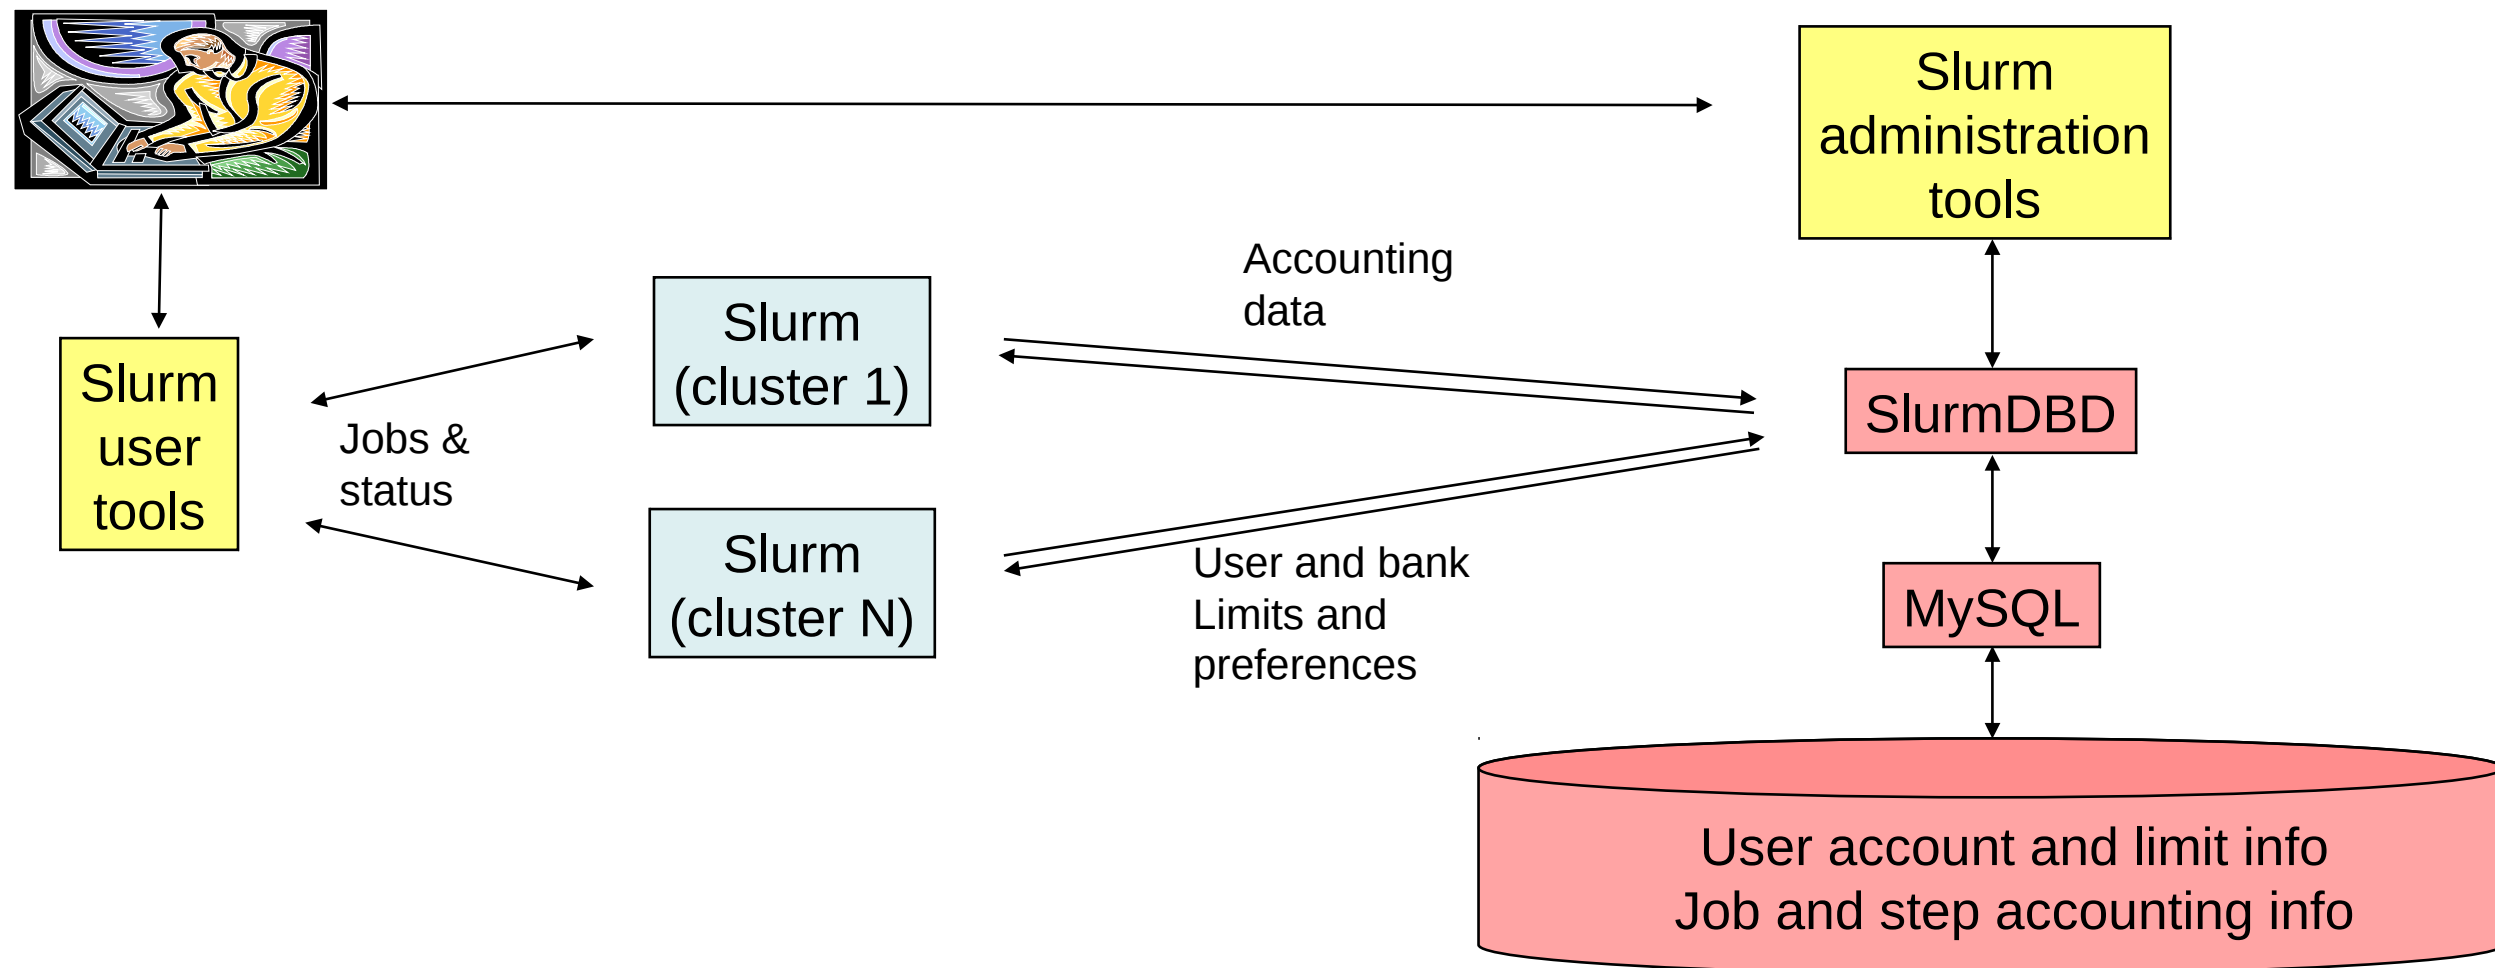 Slurm
administration
tools
Accounting
data
Slurm
(cluster 1)
Slurm
user
tools
Jobs &
status
SlurmDBD
Slurm
(cluster N)
User and bank
Limits and
preferences
MySQL
User account and limit info
Job and step accounting info